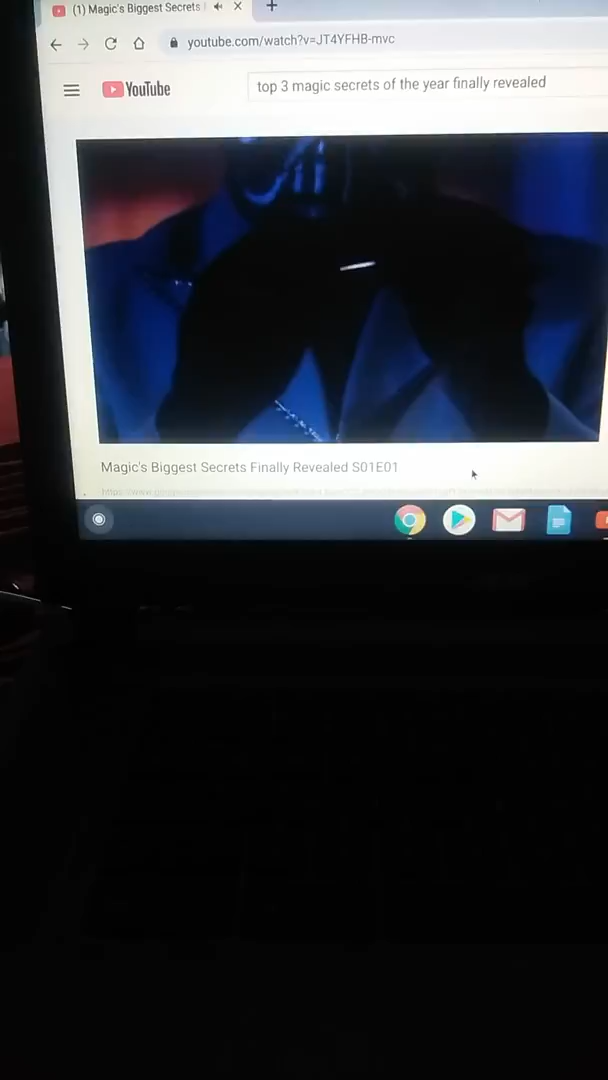 (1) Magic's Biggest Secrets
youtube.com/watch?v=JT4YFHB-mvc
YouTube
top 3 magic secrets of the year finally revealed
Magic's Biggest Secrets Finally Revealed S01E01